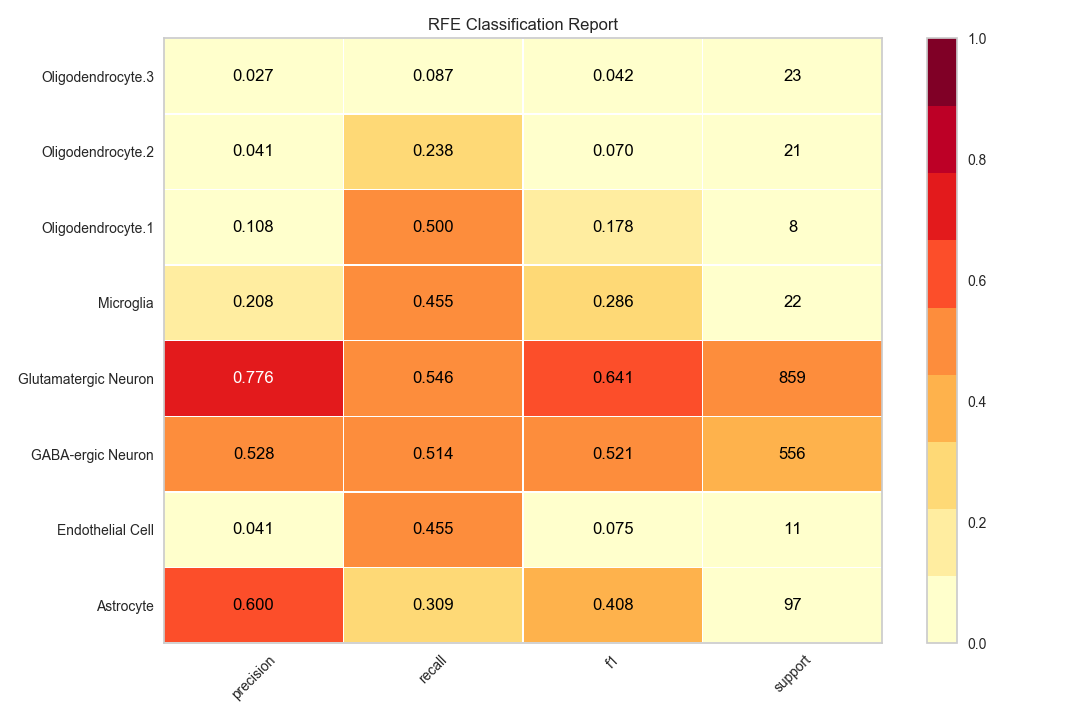 RFE Classification Report
Oligodendrocyte.3 0.027 0.087 0.042 23
Oligodendrocyte.2 0.041 0.238 0.070 21
Oligodendrocyte.1 0.108 0.500 0.178 8
Microglia 0.208 0.455 0.286 22
Glutamatergic Neuron 0.776 0.546 0.641 859
GABA-ergic Neuron 0.528 0.514 0.521 556
Endothelial Cell 0.041 0.455 0.075 11
Astrocyte 0.600 0.309 0.408 97
precision recall f1 support
1.0
0.8
0.6
0.4
0.2
0.0